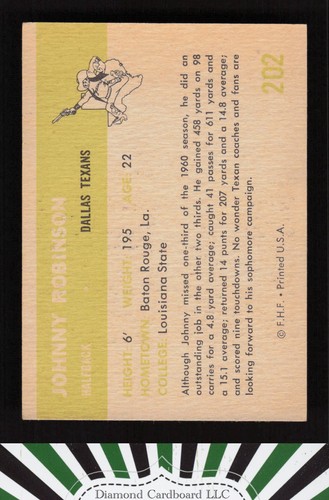 JOHNNY ROBINSON
HALFBACK DALLAS TEXANS
HEIGHT 6' WEIGHT 195 AGE 22
HOMETOWN Baton Rouge, La.
COLLEGE Louisiana State
Although Johnny missed one-third of the 1960 season, he did an
outstanding job in the other two thirds. He gained 458 yards on 98
carries for a 4.8 yard average; caught 41 passes for 611 yards and
a 15.1 average; returned 14 punts for 207 yards and a 14.8 average;
and scored nine touchdowns. No wonder Texan coaches and fans are
looking forward to his sophomore campaign.
© F.H.F. • Printed U.S.A.
202
Diamond Cardboard LLC